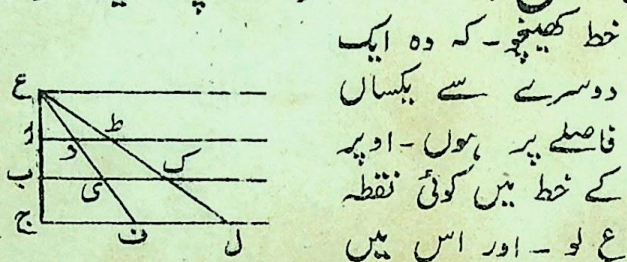 خط کھینچو ۔ کہ وہ ایک
دوسرے سے یکساں
فاصلے پر ہوں ۔ اوپر
کے خط میں کوئی نقطہ
ع لو ۔ اور اس میں
ع
ا د ط
ب ی ک
ج ف ل